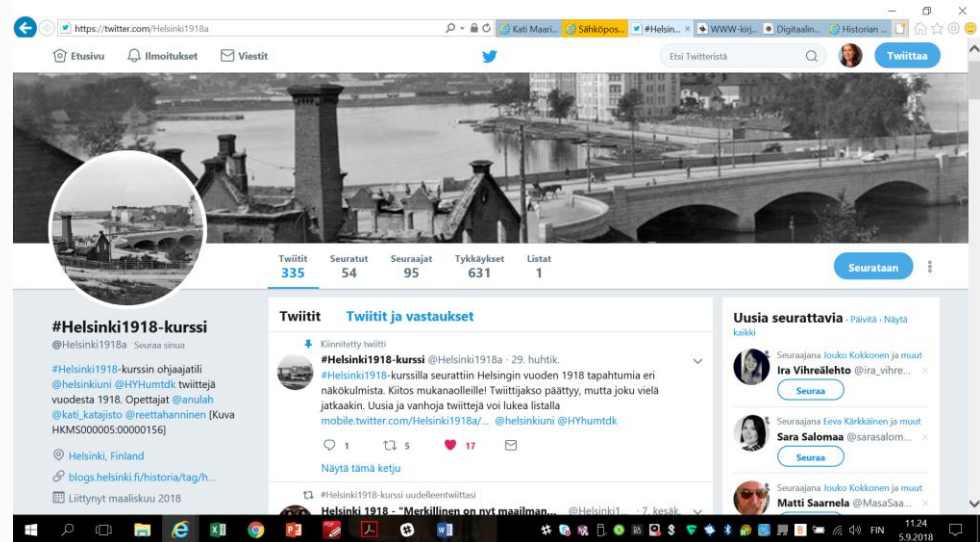 https://twitter.com/Helsinki1918a
Kati Maari...
Sähköpos...
#Helsin...
WWW-kirj...
Digitaalin...
Historian ...
Etusivu
Ilmoitukset
Viestit
Etsi Twitteristä
Twiittaa
Twiitit
335
Seuratut
54
Seuraajat
95
Tykkäykset
631
Listat
1
Seurataan
#Helsinki1918-kurssi
@Helsinki1918a Seuraa sinua
#Helsinki1918-kurssin ohjaajatili
@helsinkiuni @HYHumtdk twiittejä
vuodesta 1918. Opettajat @anulah
@kati_katajisto @reettahanninen [Kuva
HKMS000005:00000156]
Helsinki, Finland
blogs.helsinki.fi/historia/tag/h...
Liittynyt maaliskuu 2018
Twiitit
Twiitit ja vastaukset
Kiinnitetty twiitti
#Helsinki1918-kurssi @Helsinki1918a · 29. huhtik.
#Helsinki1918-kurssilla seurattiin Helsingin vuoden 1918 tapahtumia eri
näkökulmista. Kiitos mukanaolleille! Twiittijakso päättyy, mutta joku vielä
jatkaakin. Uusia ja vanhoja twiittejä voi lukea listalla
mobile.twitter.com/Helsinki1918a/... @helsinkiuni @HYhumtdk
1
5
17
Näytä tämä ketju
#Helsinki1918-kurssi uudelleentwiittasi
Helsinki 1918 - "Merkillinen on nyt maailman... @Helsinki1... · 7. kesäk.
Uusia seurattavia · Päivitä · Näytä
kaikki
Seuraajana Jouko Kokkonen ja muut
Ira Vihreälehto @ira_vihre...
Seuraa
Seuraajana Eeva Kärkkäinen ja muut
Sara Salomaa @sarasalom...
Seuraa
Seuraajana Jouko Kokkonen ja muut
Matti Saarnela @MasaSaa...
FIN
11.24
5.9.2018